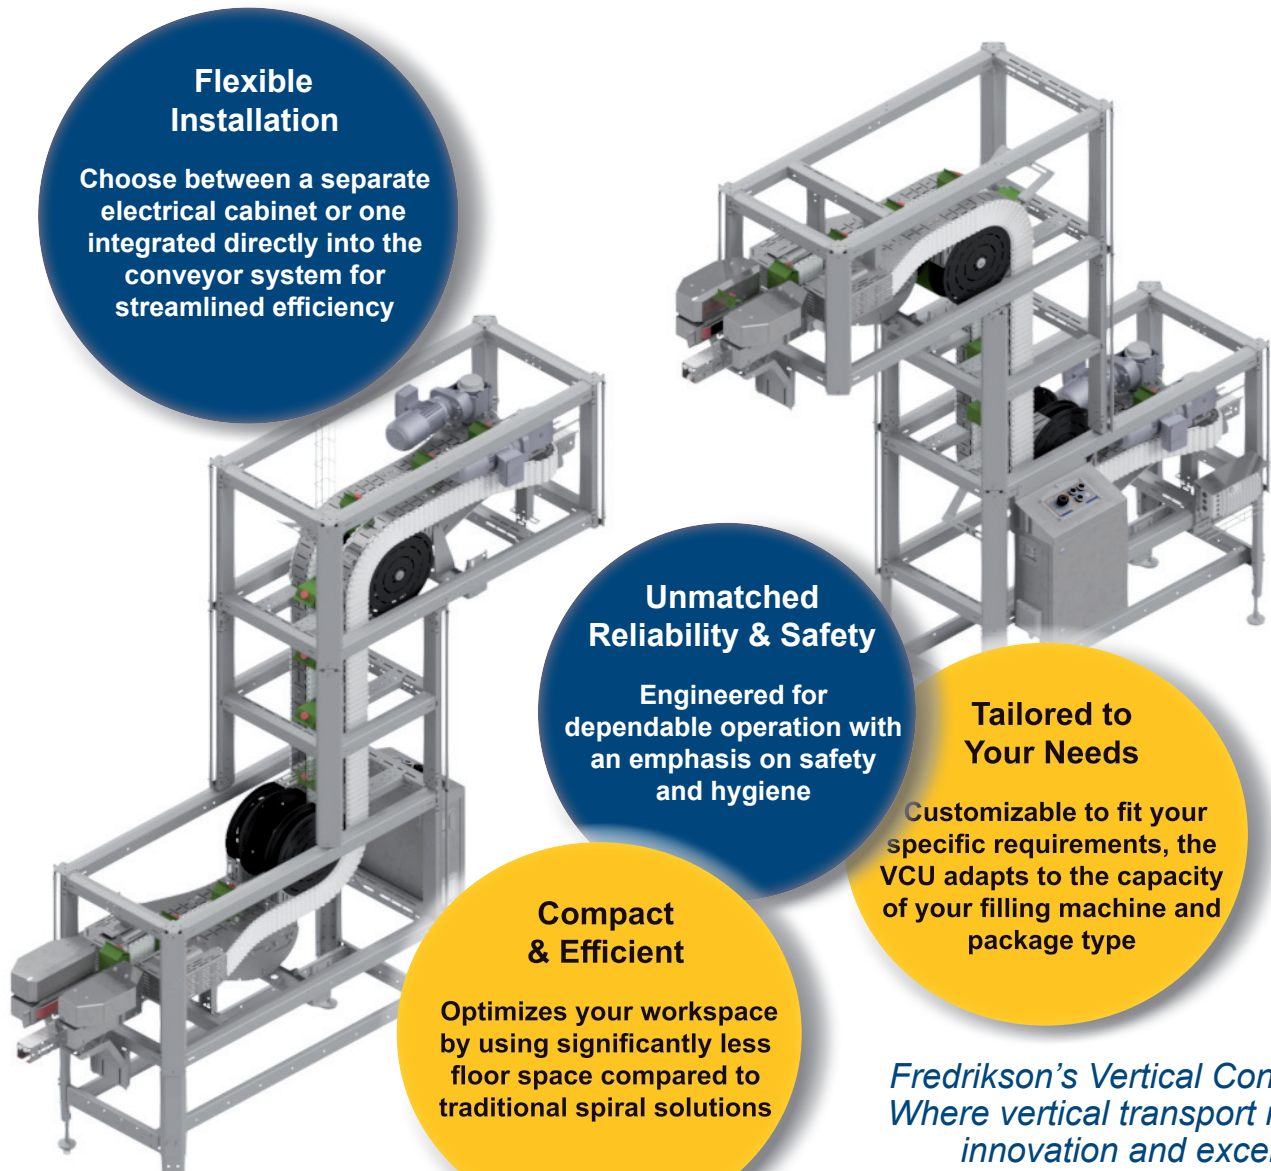 Flexible
Installation
Choose between a separate
electrical cabinet or one
integrated directly into the
conveyor system for
streamlined efficiency
Unmatched
Reliability & Safety
Engineered for
dependable operation with
an emphasis on safety
and hygiene
Tailored to
Your Needs
Customizable to fit your
specific requirements, the
VCU adapts to the capacity
of your filling machine and
package type
Compact
& Efficient
Optimizes your workspace
by using significantly less
floor space compared to
traditional spiral solutions
Fredrikson’s Vertical
Where vertical transport
innovation and